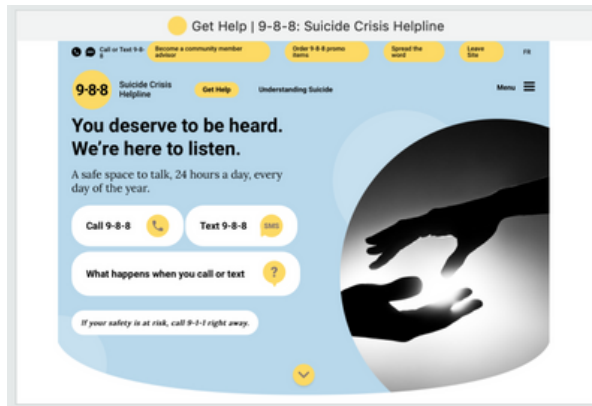 Get Help | 9-8-8: Suicide Crisis Helpline
Call or Text 9-8-
8
Become a community member
advisor
Order 9-8-8 promo
items
Spread the
word
Leave
Site
FR
9-8-8
Suicide Crisis
Helpline
Get Help
Understanding Suicide
Menu
You deserve to be heard.
We're here to listen.
A safe space to talk, 24 hours a day, every
day of the year.
Call 9-8-8
Text 9-8-8
SMS
What happens when you call or text
?
If your safety is at risk, call 9-1-1 right away.